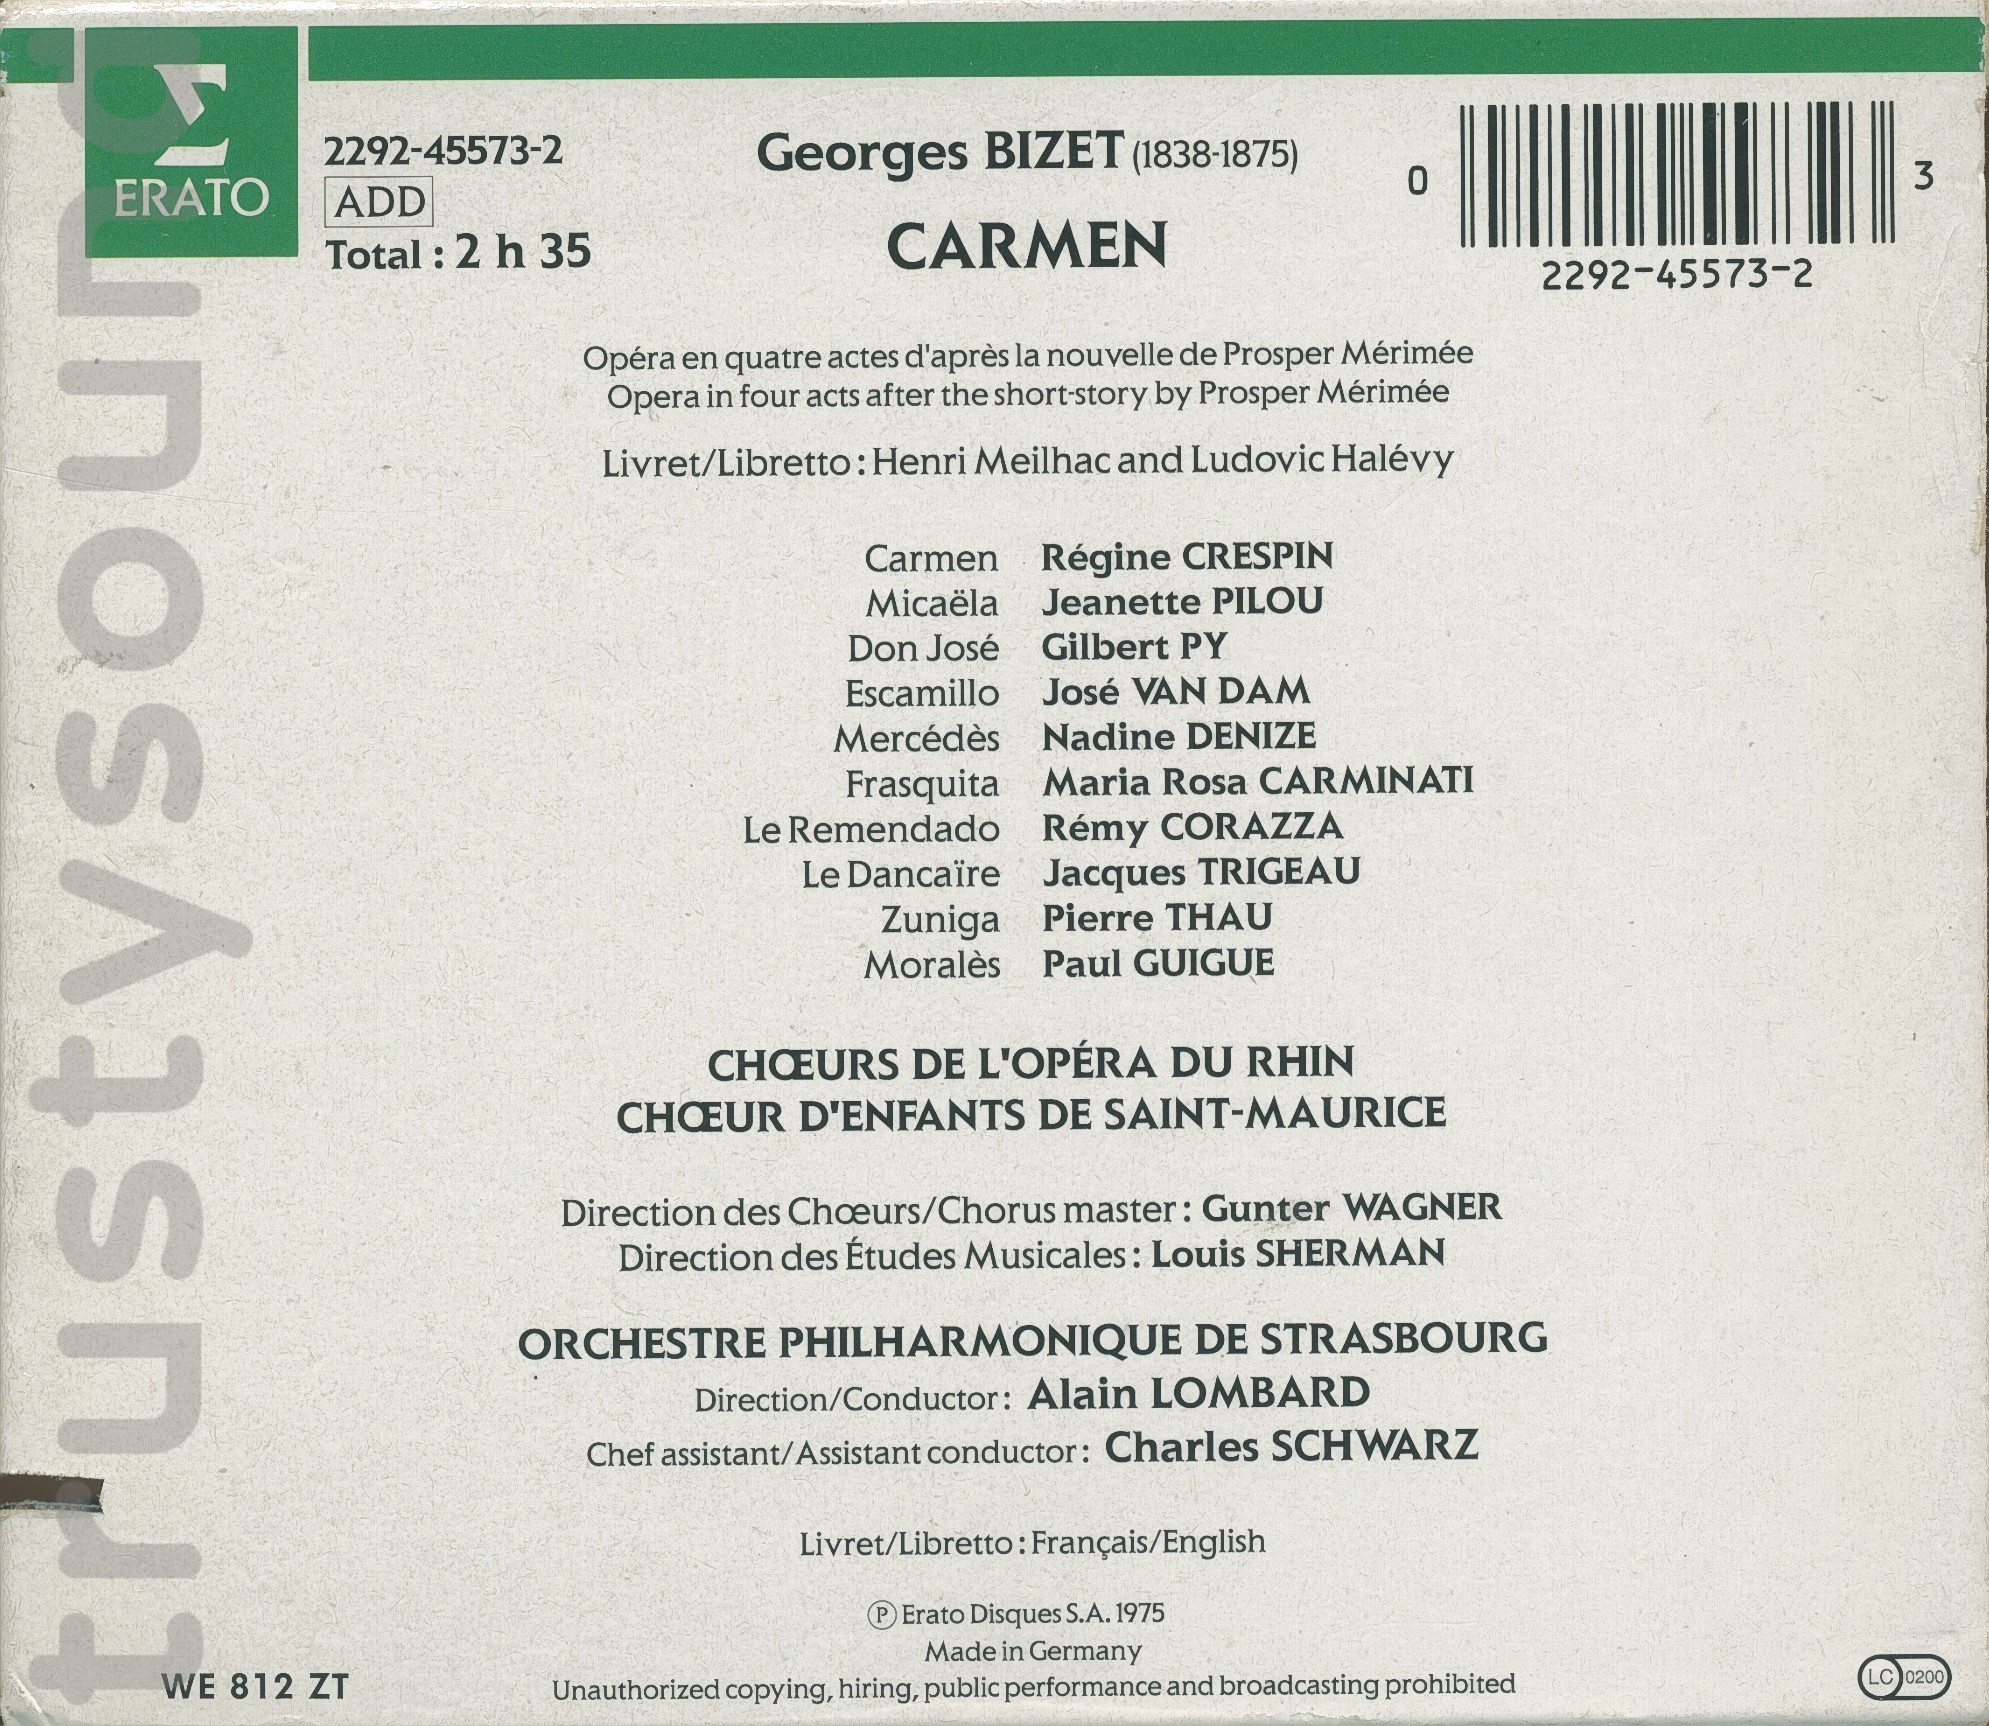 ERATO
2292-45573-2
ADD
Total : 2 h 35
Georges BIZET (1838-1875)
CARMEN
0
3
2292-45573-2
Opéra en quatre actes d'après la nouvelle de Prosper Mérimée
Opera in four acts after the short-story by Prosper Mérimée
Livret/Libretto : Henri Meilhac and Ludovic Halévy
Carmen Régine CRESPIN
Micaëla Jeanette PILOU
Don José Gilbert PY
Escamillo José VAN DAM
Mercédès Nadine DENIZE
Frasquita Maria Rosa CARMINATI
Le Remendado Rémy CORAZZA
Le Dancaïre Jacques TRIGEAU
Zuniga Pierre THAU
Moralès Paul GUIGUE
CHŒURS DE L'OPÉRA DU RHIN
CHŒUR D'ENFANTS DE SAINT-MAURICE
Direction des Chœurs/Chorus master : Gunter WAGNER
Direction des Études Musicales : Louis SHERMAN
ORCHESTRE PHILHARMONIQUE DE STRASBOURG
Direction/Conductor : Alain LOMBARD
Chef assistant/Assistant conductor : Charles SCHWARZ
Livret/Libretto : Français/English
Ⓟ Erato Disques S.A. 1975
Made in Germany
Unauthorized copying, hiring, public performance and broadcasting prohibited
WE 812 ZT
LC 0200
trustysound